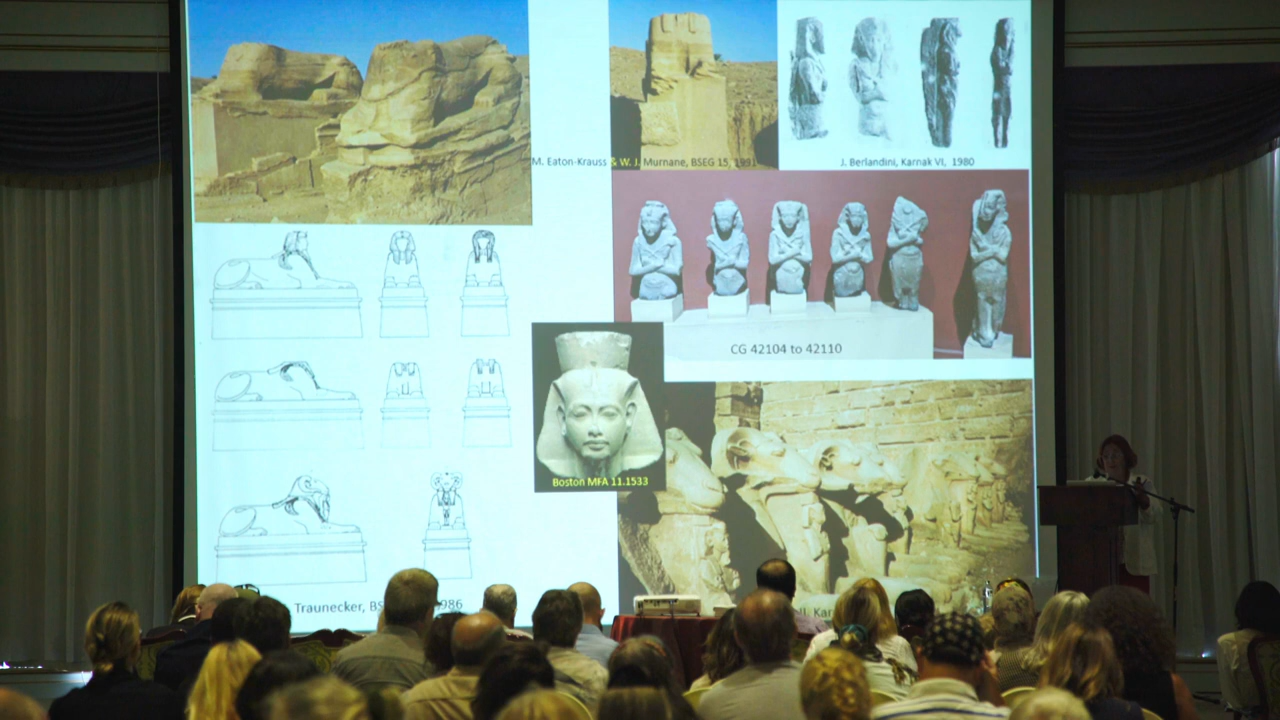 M. Eaton-Krauss & W. J. Murnane, BSEG 15, 1991
J. Berlandini, Karnak VI, 1980
CG 42104 to 42110
Boston MFA 11.1533
Traunecker, 986